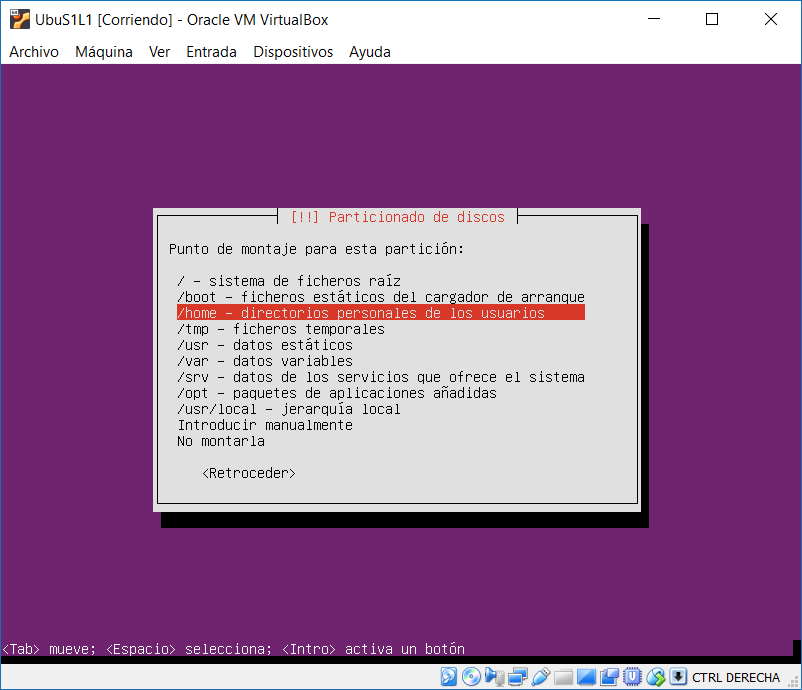 UbuS1L1 [Corriendo] - Oracle VM VirtualBox
Archivo Máquina Ver Entrada Dispositivos Ayuda
[!!] Particionado de discos
Punto de montaje para esta partición:
/ - sistema de ficheros raíz
/boot - ficheros estáticos del cargador de arranque
/home - directorios personales de los usuarios
/tmp - ficheros temporales
/usr - datos estáticos
/var - datos variables
/srv - datos de los servicios que ofrece el sistema
/opt - paquetes de aplicaciones añadidas
/usr/local - jerarquía local
Introducir manualmente
No montarla
<Retroceder>
<Tab> mueve; <Espacio> selecciona; <Intro> activa un botón
CTRL DERECHA